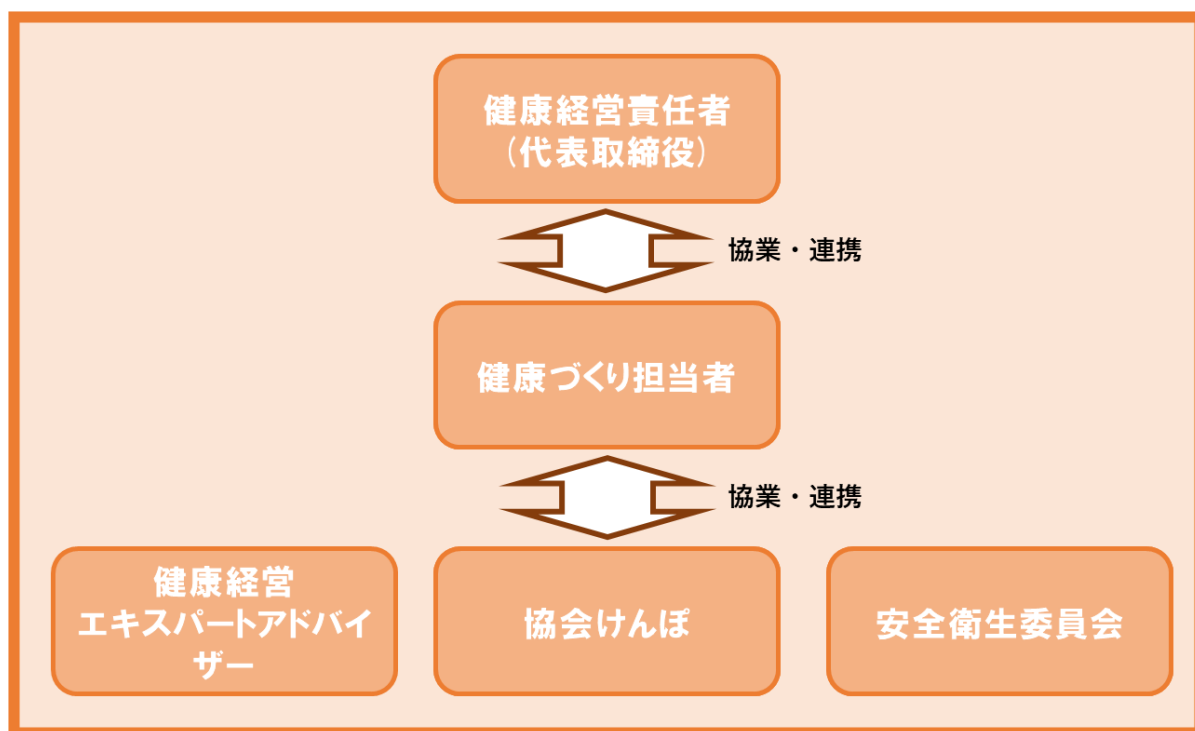 健康経営責任者
(代表取締役)
協業・連携
健康づくり担当者
協業・連携
健康経営
エキスパートアドバイ
ザー
協会けんぽ
安全衛生委員会